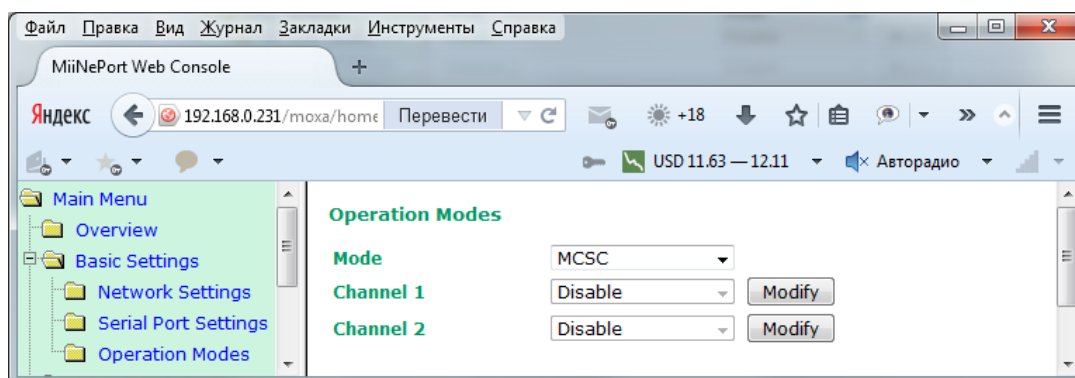 Файл Правка Вид Журнал Закладки Инструменты Справка
MiiNePort Web Console
Яндекс 192.168.0.231/moxa/home Перевести +18
USD 11.63 — 12.11 Авторадио
Main Menu
Overview
Basic Settings
Network Settings
Serial Port Settings
Operation Modes
Operation Modes
Mode MCSC
Channel 1 Disable Modify
Channel 2 Disable Modify